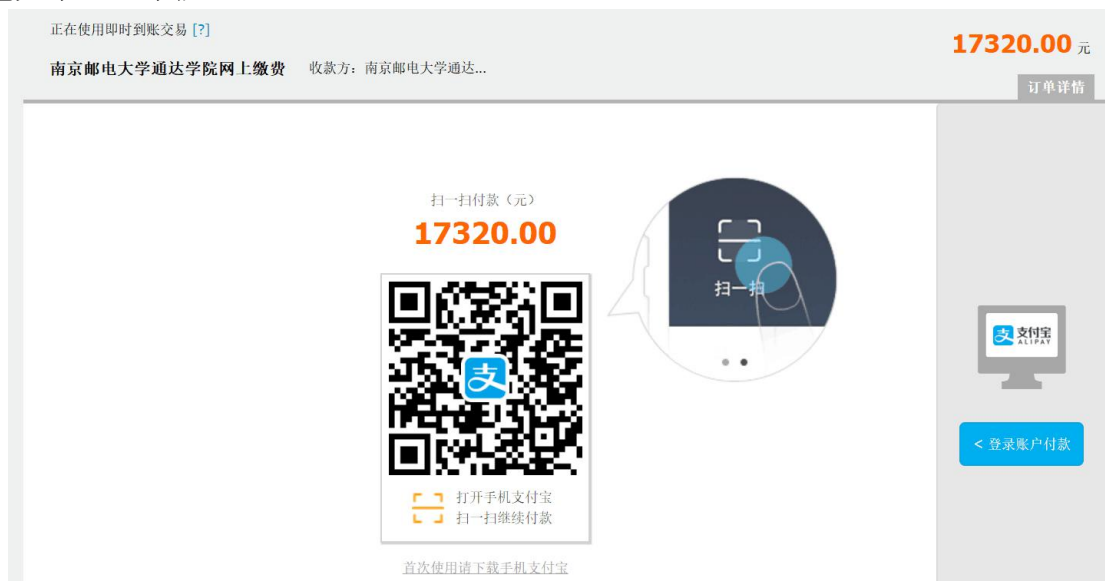 正在使用即时到账交易 [?]
17320.00 元
南京邮电大学通达学院网上缴费 收款方：南京邮电大学通达...
订单详情
扫一扫付款（元）
17320.00
扫一扫
支
支付宝
ALIPAY
支
< 登录账户付款
打开手机支付宝
扫一扫继续付款
首次使用请下载手机支付宝